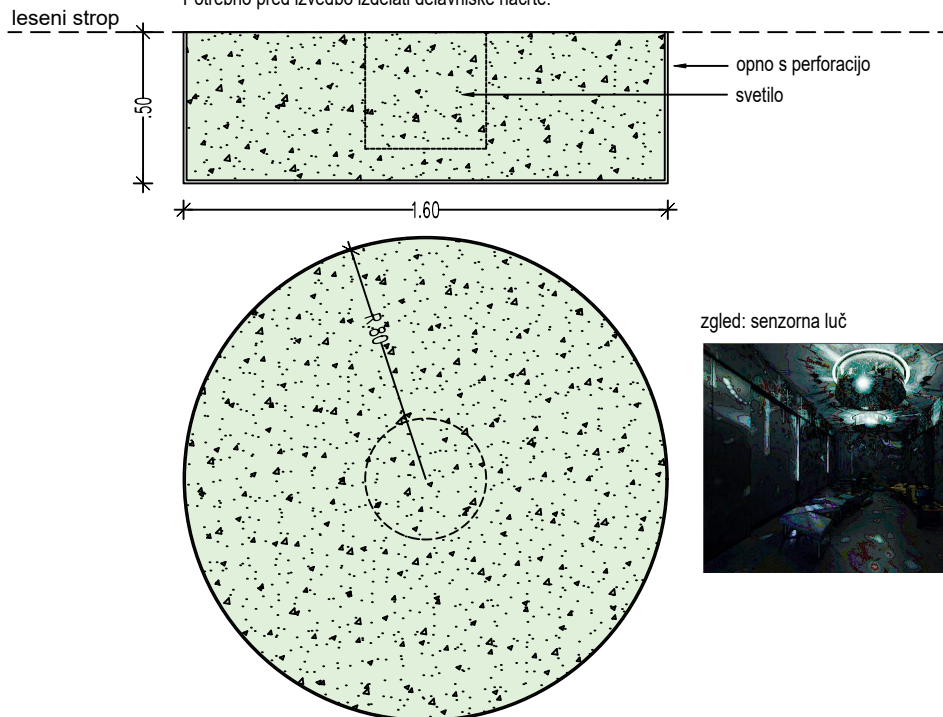 Potrebno pred izvedbo izdelati delavniške načrte.
leseni strop
opno s perforacijo
svetilo
.50
1.60
R.80
zgled: senzorna luč